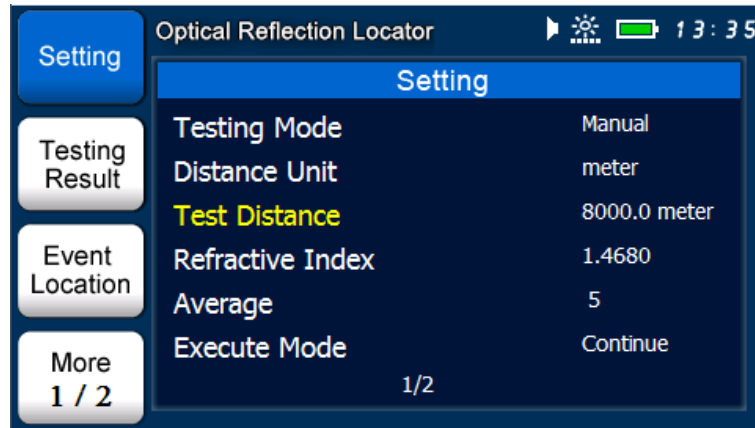 Optical Reflection Locator 13:35
Setting
Testing
Result
Event
Location
More
1 / 2
Setting
Testing Mode Manual
Distance Unit meter
Test Distance 8000.0 meter
Refractive Index 1.4680
Average 5
Execute Mode Continue
1/2